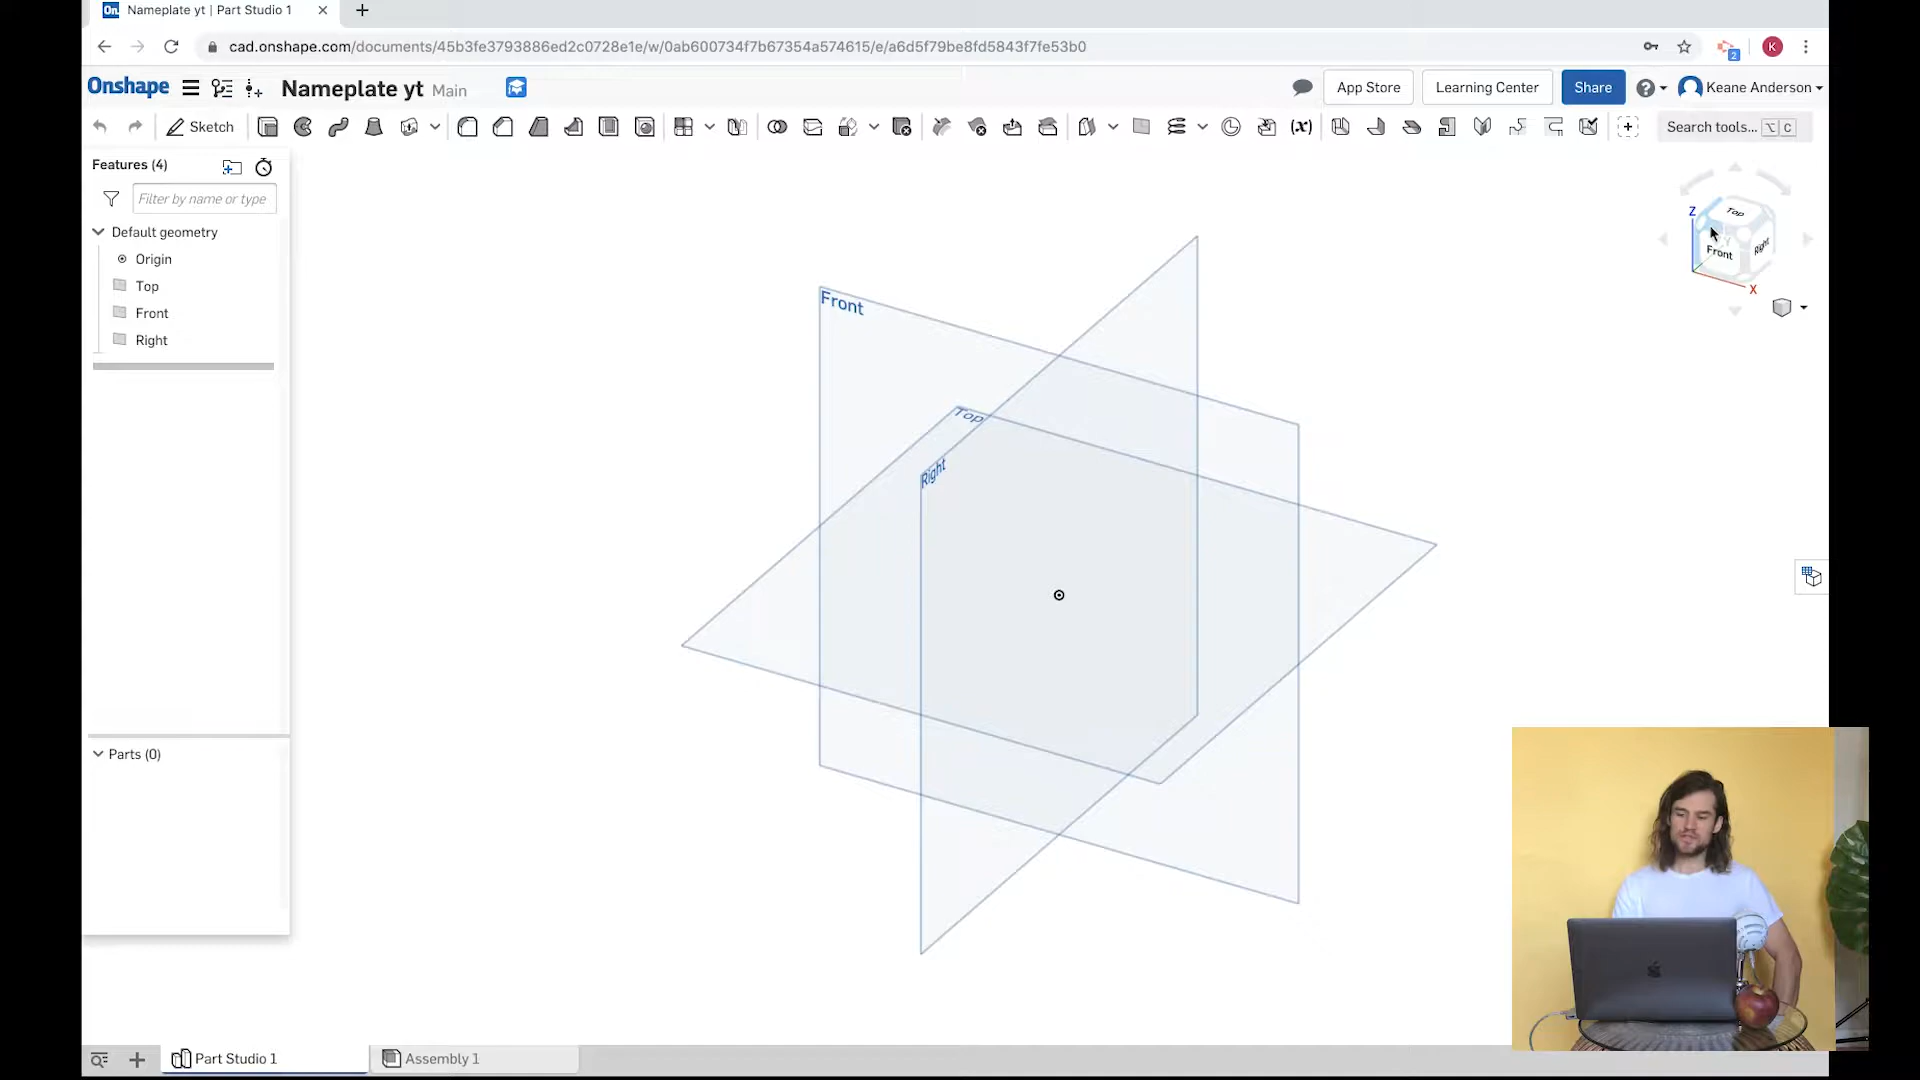 On. Nameplate yt | Part Studio 1
cad.onshape.com/documents/45b3fe3793886ed2c0728e1e/w/0ab600734f7b67354a574615/e/a6d5f79be8fd5843f7fe53b0
2
K
Onshape Nameplate yt Main
App Store
Learning Center
Share
Keane Anderson
Sketch
(x)
Search tools... ⌥ C
Features (4)
Filter by name or type
Default geometry
Origin
Top
Front
Right
Parts (0)
Front
Top
Right
Z
Top
Front
Right
X
Part Studio 1
Assembly 1